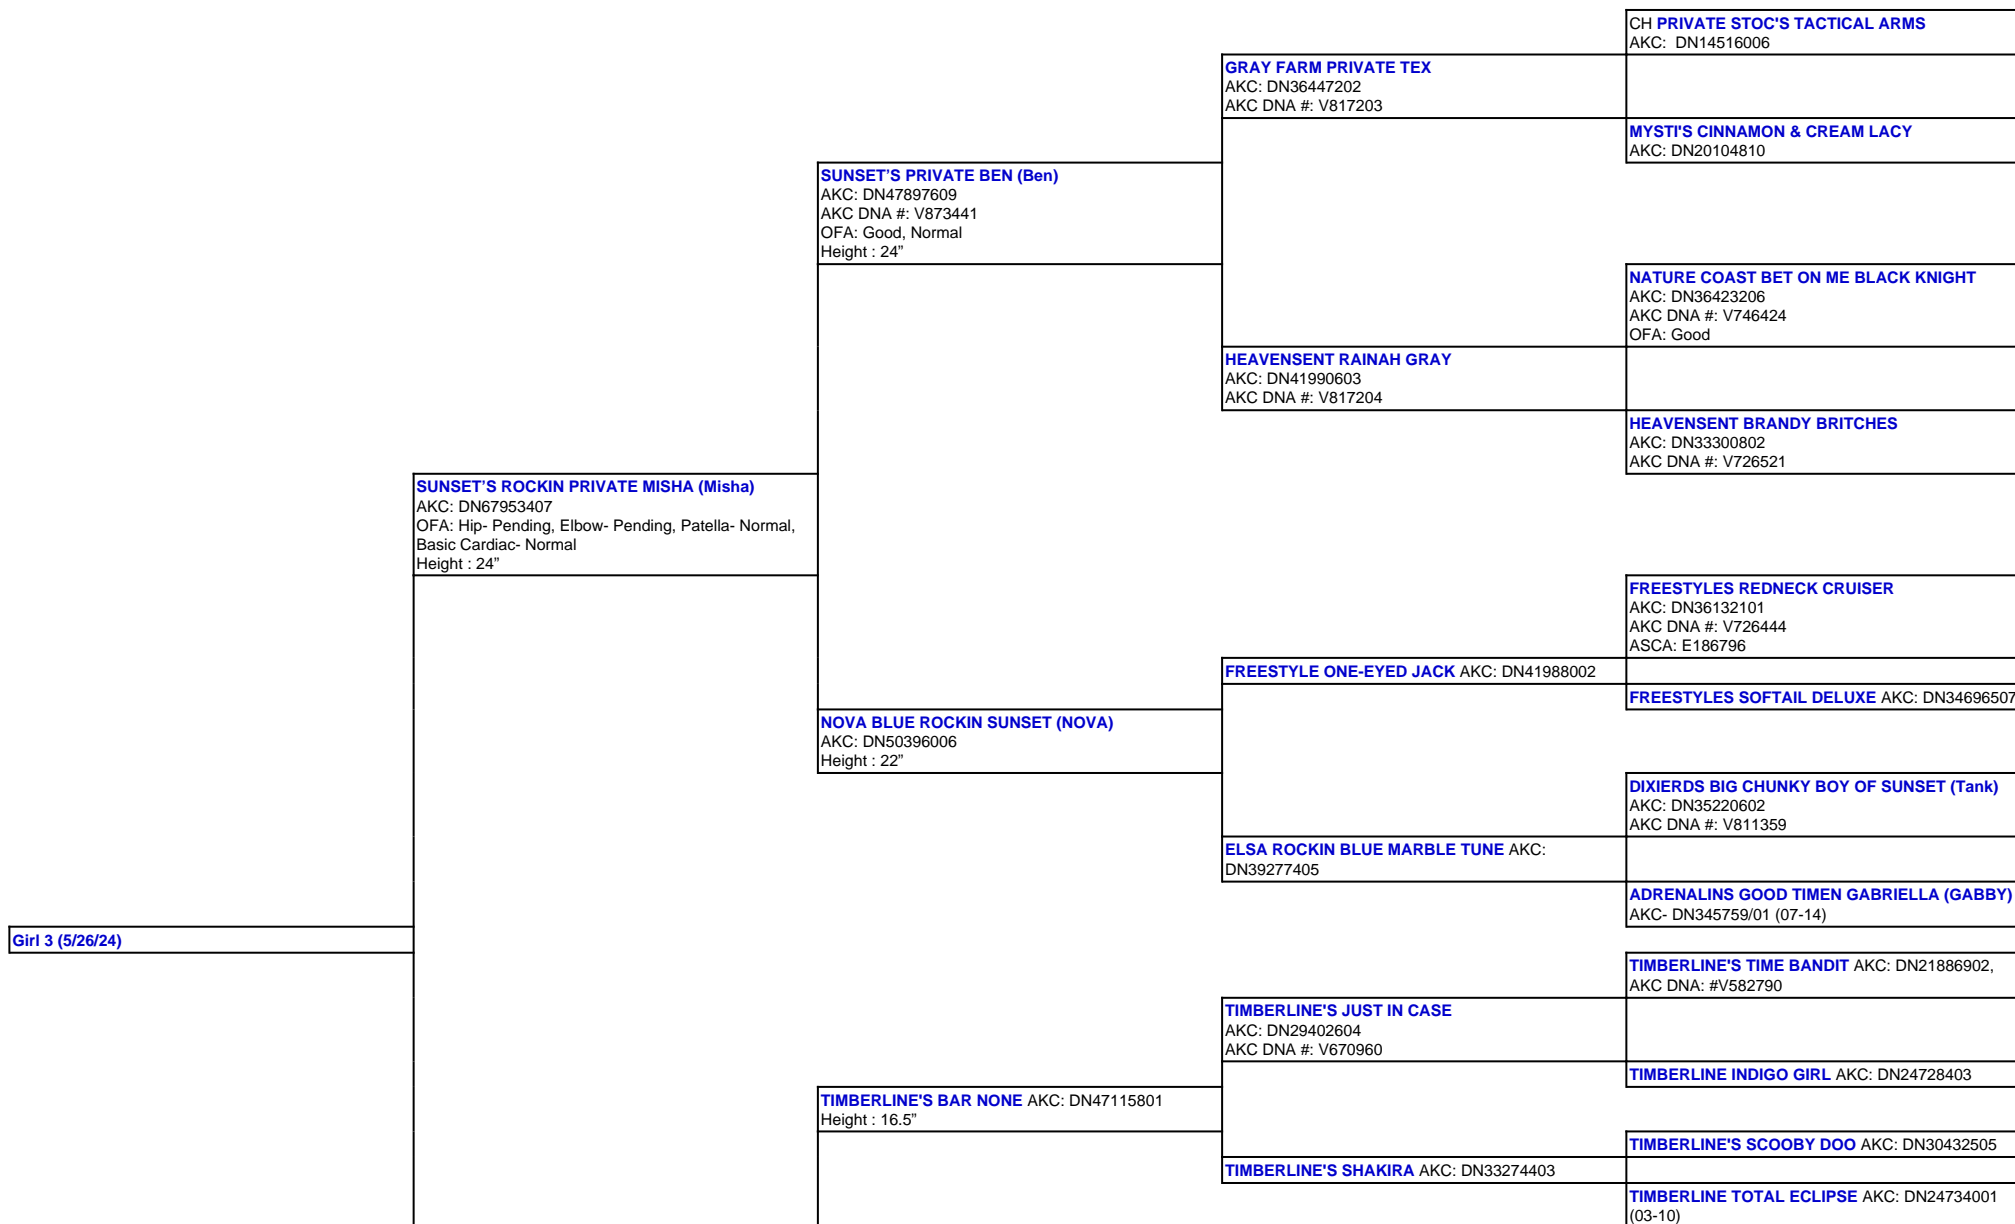 CH PRIVATE STOC'S TACTICAL ARMS
AKC:  DN14516006
GRAY FARM PRIVATE TEX
AKC: DN36447202
AKC DNA #: V817203
MYSTI'S CINNAMON & CREAM LACY
AKC: DN20104810
SUNSET’S PRIVATE BEN (Ben)
AKC: DN47897609
AKC DNA #: V873441
OFA: Good, Normal
Height : 24”
NATURE COAST BET ON ME BLACK KNIGHT
AKC: DN36423206
AKC DNA #: V746424
OFA: Good
HEAVENSENT RAINAH GRAY
AKC: DN41990603
AKC DNA #: V817204
HEAVENSENT BRANDY BRITCHES
AKC: DN33300802
AKC DNA #: V726521
SUNSET’S ROCKIN PRIVATE MISHA (Misha)
AKC: DN67953407
OFA: Hip- Pending, Elbow- Pending, Patella- Normal,
Basic Cardiac- Normal
Height : 24”
FREESTYLES REDNECK CRUISER
AKC: DN36132101
AKC DNA #: V726444
ASCA: E186796
FREESTYLE ONE-EYED JACK AKC: DN41988002
FREESTYLES SOFTAIL DELUXE AKC: DN34696507
NOVA BLUE ROCKIN SUNSET (NOVA)
AKC: DN50396006
Height : 22”
DIXIERDS BIG CHUNKY BOY OF SUNSET (Tank)
AKC: DN35220602
AKC DNA #: V811359
ELSA ROCKIN BLUE MARBLE TUNE AKC:
DN39277405
ADRENALINS GOOD TIMEN GABRIELLA (GABBY)
AKC- DN345759/01 (07-14)
Girl 3 (5/26/24)
TIMBERLINE'S TIME BANDIT AKC: DN21886902,
AKC DNA: #V582790
TIMBERLINE'S JUST IN CASE
AKC: DN29402604
AKC DNA #: V670960
TIMBERLINE INDIGO GIRL AKC: DN24728403
TIMBERLINE'S BAR NONE AKC: DN47115801
Height : 16.5”
TIMBERLINE'S SCOOBY DOO AKC: DN30432505
TIMBERLINE'S SHAKIRA AKC: DN33274403
TIMBERLINE TOTAL ECLIPSE AKC: DN24734001
(03-10)